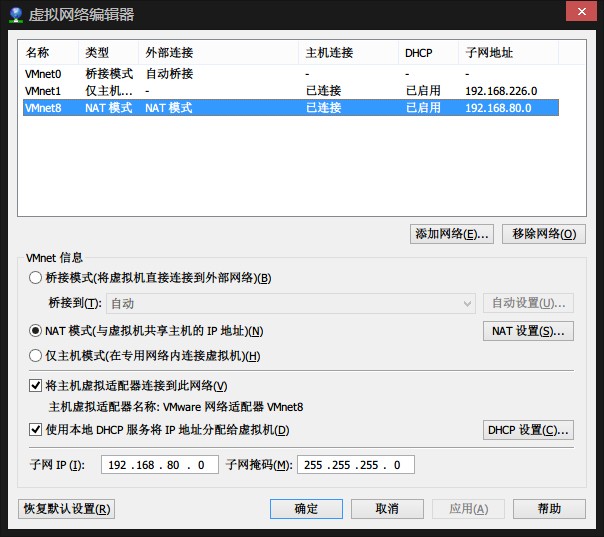 虚拟网络编辑器
名称 类型 外部连接 主机连接 DHCP 子网地址
VMnet0 桥接模式 自动桥接 - - -
VMnet1 仅主机... - 已连接 已启用 192.168.226.0
VMnet8 NAT 模式 NAT 模式 已连接 已启用 192.168.80.0
添加网络(E)... 移除网络(O)
VMnet 信息
桥接模式(将虚拟机直接连接到外部网络)(B)
桥接到(T): 自动 自动设置(U)...
NAT 模式(与虚拟机共享主机的 IP 地址)(N) NAT 设置(S)...
仅主机模式(在专用网络内连接虚拟机)(H)
将主机虚拟适配器连接到此网络(V)
主机虚拟适配器名称: VMware 网络适配器 VMnet8
使用本地 DHCP 服务将 IP 地址分配给虚拟机(D) DHCP 设置(C)...
子网 IP (I): 192 .168 . 80 . 0 子网掩码(M): 255 .255 .255 . 0
恢复默认设置(R) 确定 取消 应用(A) 帮助